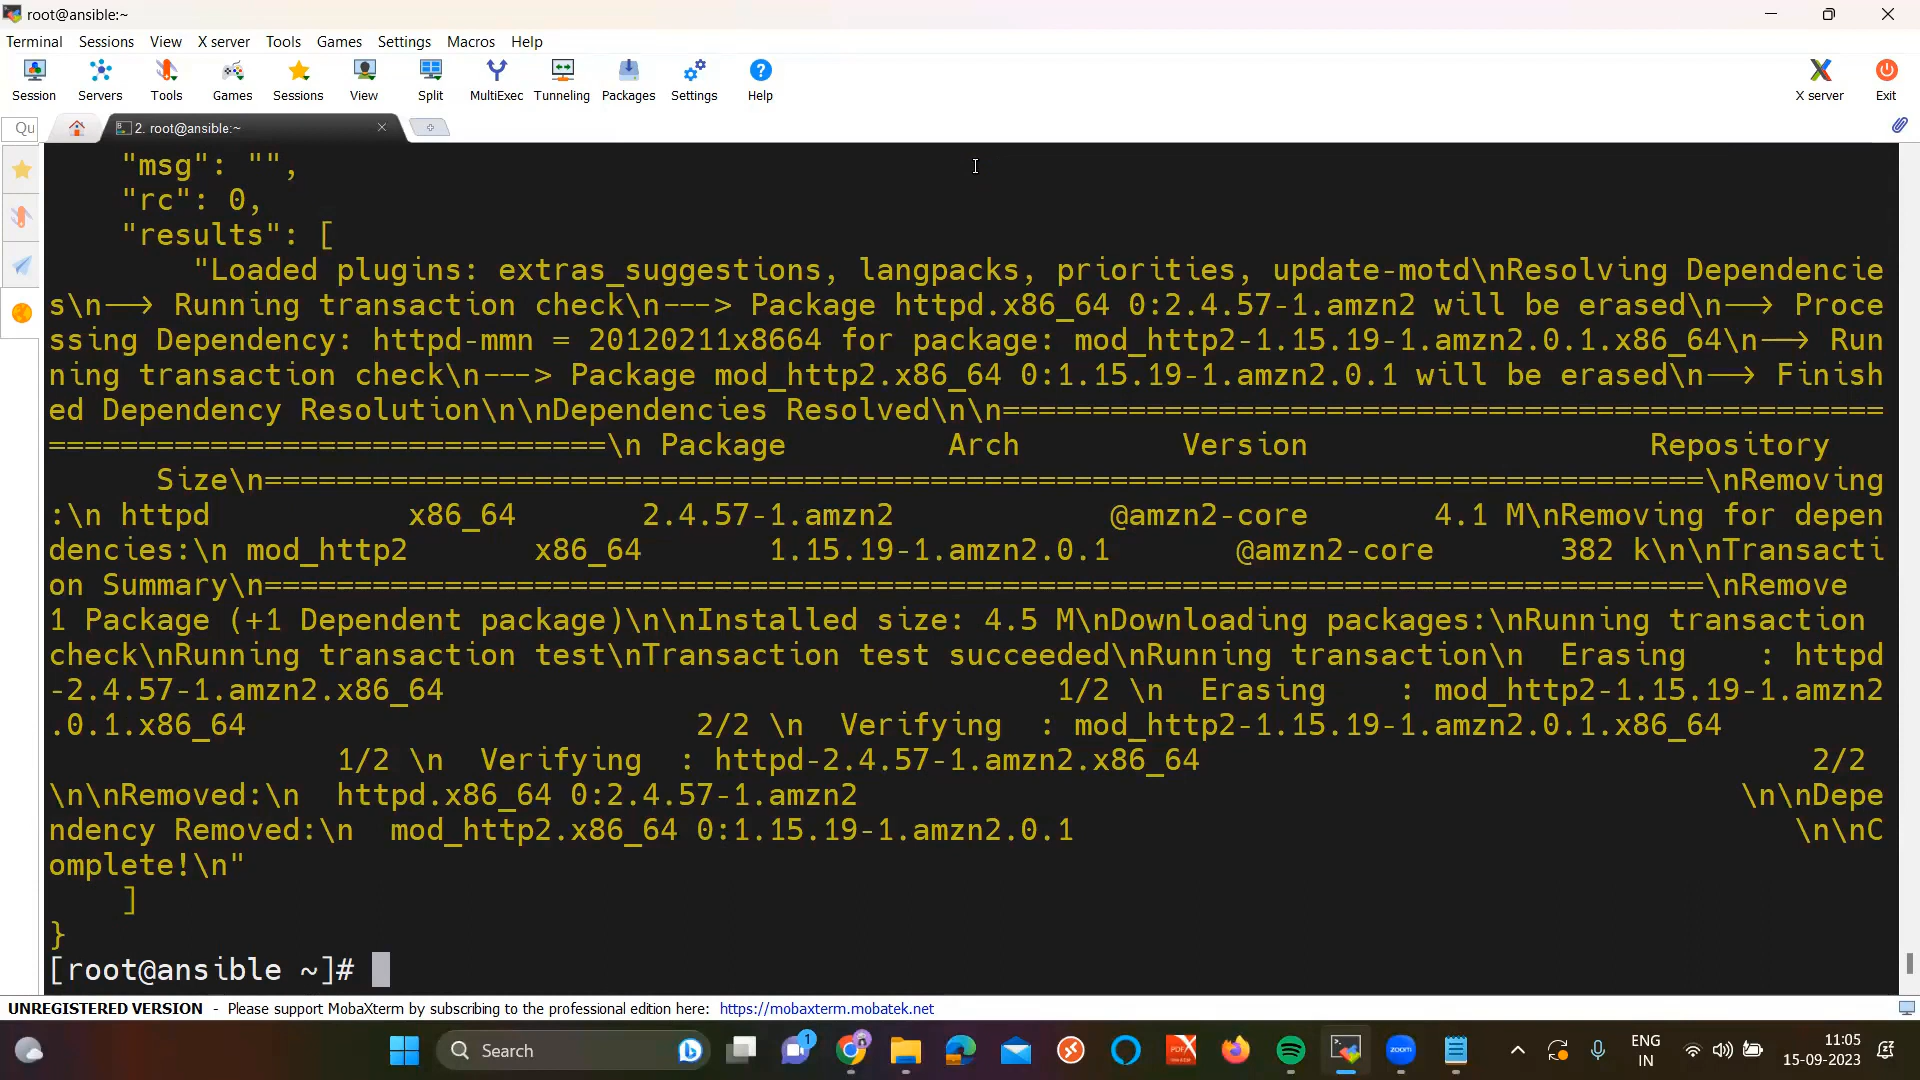 root@ansible:~
Terminal Sessions View X server Tools Games Settings Macros Help
Session Servers Tools Games Sessions View Split MultiExec Tunneling Packages Settings Help X server Exit
Qu 2. root@ansible:~
"msg": "",
"rc": 0,
"results": [
"Loaded plugins: extras_suggestions, langpacks, priorities, update-motd\nResolving Dependencie
s\n--> Running transaction check\n---> Package httpd.x86_64 0:2.4.57-1.amzn2 will be erased\n--> Proce
ssing Dependency: httpd-mmn = 20120211x8664 for package: mod_http2-1.15.19-1.amzn2.0.1.x86_64\n--> Run
ning transaction check\n---> Package mod_http2.x86_64 0:1.15.19-1.amzn2.0.1 will be erased\n--> Finish
ed Dependency Resolution\n\nDependencies Resolved\n\n=================================================
===============================\n Package Arch Version Repository
Size\n================================================================================\nRemoving
:\n httpd x86_64 2.4.57-1.amzn2 @amzn2-core 4.1 M\nRemoving for depen
dencies:\n mod_http2 x86_64 1.15.19-1.amzn2.0.1 @amzn2-core 382 k\n\nTransacti
on Summary\n================================================================================\nRemove
1 Package (+1 Dependent package)\n\nInstalled size: 4.5 M\nDownloading packages:\nRunning transaction
check\nRunning transaction test\nTransaction test succeeded\nRunning transaction\n Erasing : httpd
-2.4.57-1.amzn2.x86_64 1/2 \n Erasing : mod_http2-1.15.19-1.amzn2
.0.1.x86_64 2/2 \n Verifying : mod_http2-1.15.19-1.amzn2.0.1.x86_64
1/2 \n Verifying : httpd-2.4.57-1.amzn2.x86_64 2/2
\n\nRemoved:\n httpd.x86_64 0:2.4.57-1.amzn2 \n\nDepe
ndency Removed:\n mod_http2.x86_64 0:1.15.19-1.amzn2.0.1 \n\nC
omplete!\n"
]
}
[root@ansible ~]#
UNREGISTERED VERSION - Please support MobaXterm by subscribing to the professional edition here: https://mobaxterm.mobatek.net
Search 1 zoom ENG 11:05
IN 15-09-2023